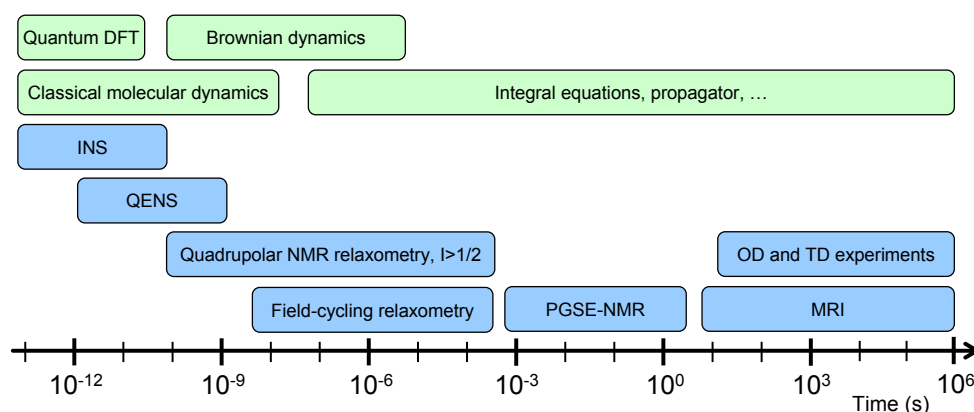 Quantum DFT
Brownian dynamics
Classical molecular dynamics
Integral equations, propagator, …
INS
QENS
Quadrupolar NMR relaxometry, I>1/2
OD and TD experiments
Field-cycling relaxometry
PGSE-NMR
MRI
10⁻¹²
10⁻⁹
10⁻⁶
10⁻³
10⁰
10³
10⁶
Time (s)